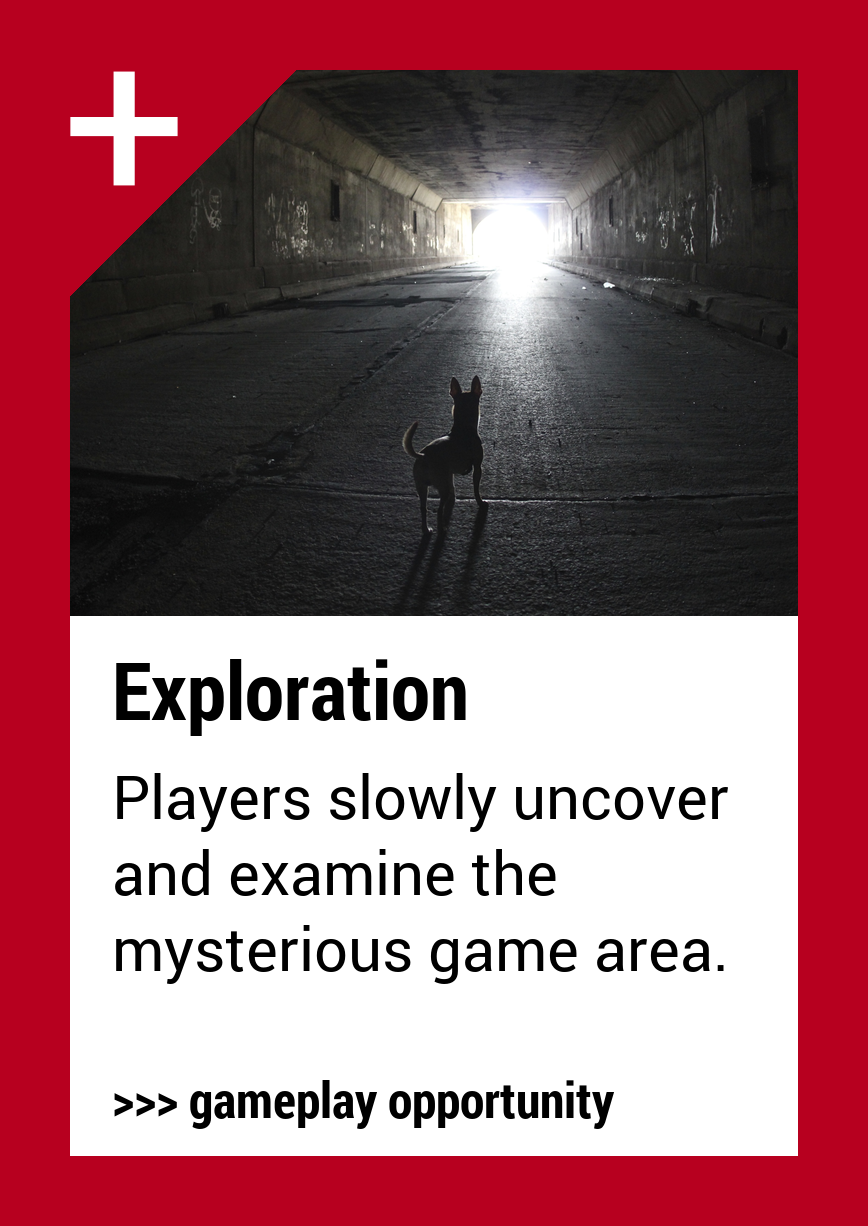 Exploration
Players slowly uncover
and examine the
mysterious game area.
>>> gameplay opportunity